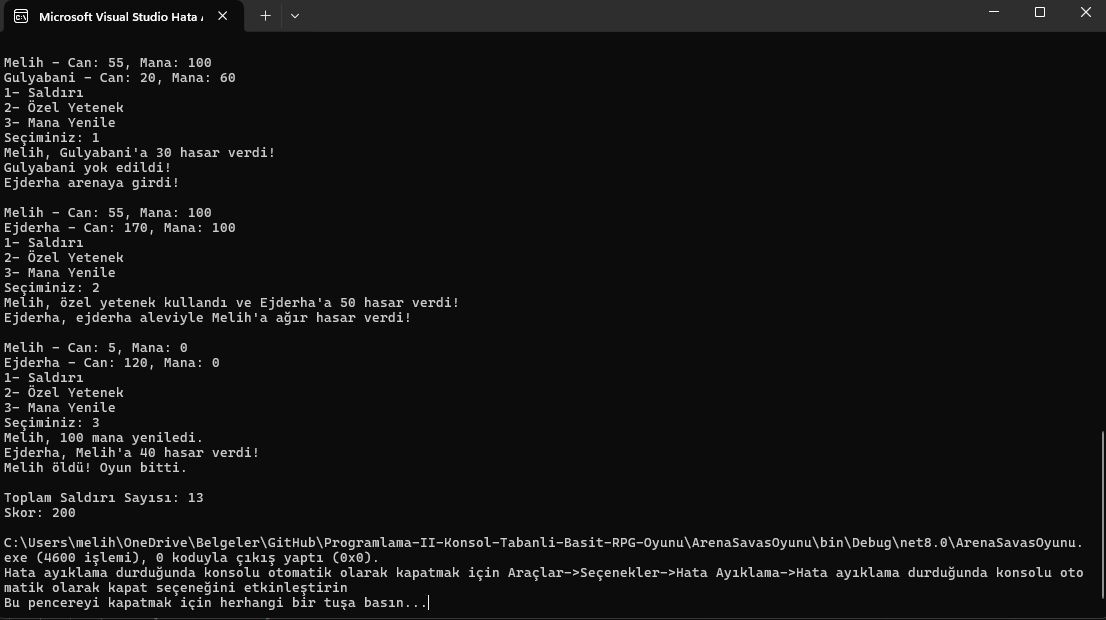 Microsoft Visual Studio Hata
Melih - Can: 55, Mana: 100
Gulyabani - Can: 20, Mana: 60
1- Saldırı
2- Özel Yetenek
3- Mana Yenile
Seçiminiz: 1
Melih, Gulyabani'a 30 hasar verdi!
Gulyabani yok edildi!
Ejderha arenaya girdi!
Melih - Can: 55, Mana: 100
Ejderha - Can: 170, Mana: 100
1- Saldırı
2- Özel Yetenek
3- Mana Yenile
Seçiminiz: 2
Melih, özel yetenek kullandı ve Ejderha'a 50 hasar verdi!
Ejderha, ejderha aleviyle Melih'a ağır hasar verdi!
Melih - Can: 5, Mana: 0
Ejderha - Can: 120, Mana: 0
1- Saldırı
2- Özel Yetenek
3- Mana Yenile
Seçiminiz: 3
Melih, 100 mana yeniledi.
Ejderha, Melih'a 40 hasar verdi!
Melih öldü! Oyun bitti.
Toplam Saldırı Sayısı: 13
Skor: 200
C:\Users\melih\OneDrive\Belgeler\GitHub\Programlama-II-Konsol-Tabanli-Basit-RPG-Oyunu\ArenaSavasOyunu\bin\Debug\net8.0\ArenaSavasOyunu.
exe (4600 işlemi), 0 koduyla çıkış yaptı (0x0).
Hata ayıklama durduğunda konsolu otomatik olarak kapatmak için Araçlar->Seçenekler->Hata Ayıklama->Hata ayıklama durduğunda konsolu oto
matik olarak kapat seçeneğini etkinleştirin
Bu pencereyi kapatmak için herhangi bir tuşa basın...